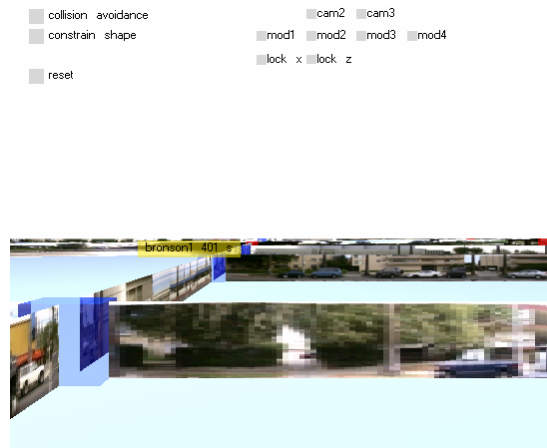 collision avoidance
cam2 cam3
constrain shape
mod1 mod2 mod3 mod4
lock x lock z
reset
bronson1 401 s